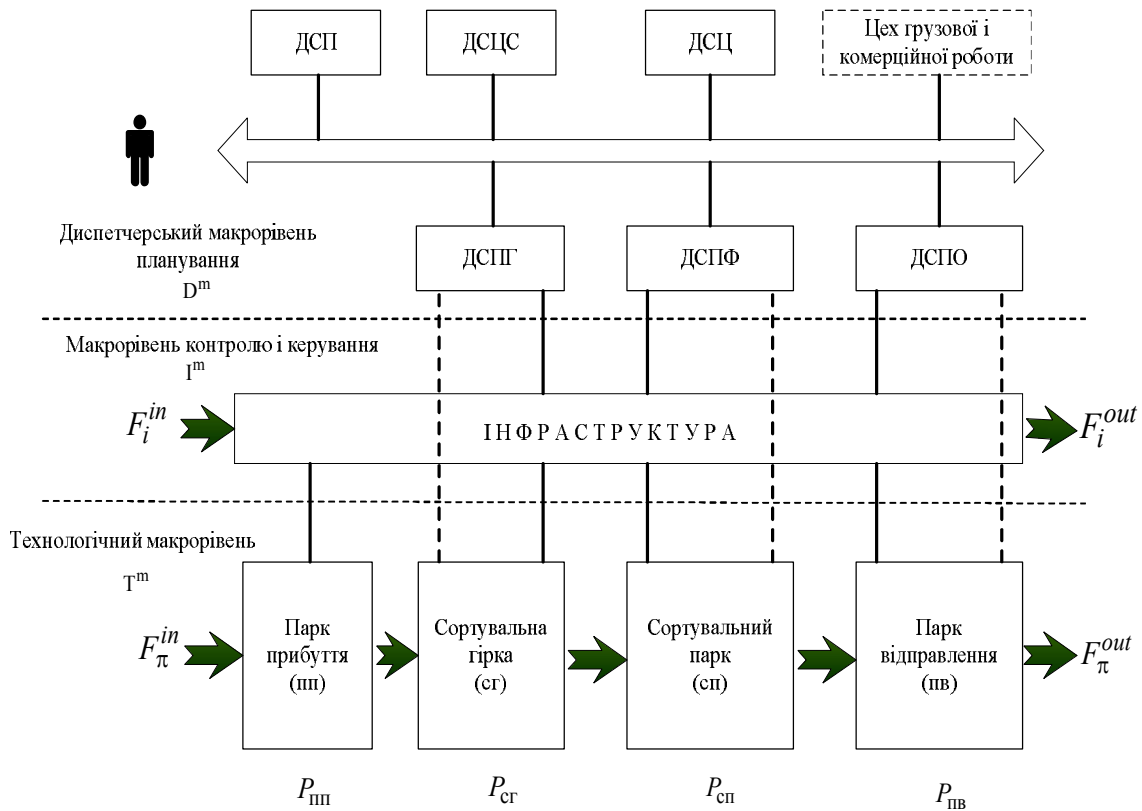 ДСП
ДСЦС
ДСЦ
Цех грузової і
комерційної роботи
Диспетчерський макрорівень
планування
D^m
ДСПГ
ДСПФ
ДСПО
Макрорівень контролю і керування
I^m
F_i^in
ІНФРАСТРУКТУРА
F_i^out
Технологічний макрорівень
T^m
F_π^in
Парк
прибуття
(пп)
Сортувальна
гірка
(сг)
Сортувальний
парк
(сп)
Парк
відправлення
(пв)
F_π^out
P_пп
P_сг
P_сп
P_пв